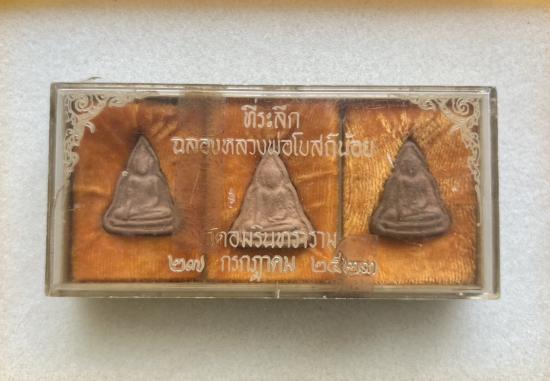 ที่ระลึก
ฉลองหลวงพ่อโบสถ์น้อย
วัดอมรินทราราม
๒๗ กรกฎาคม ๒๕๒๓